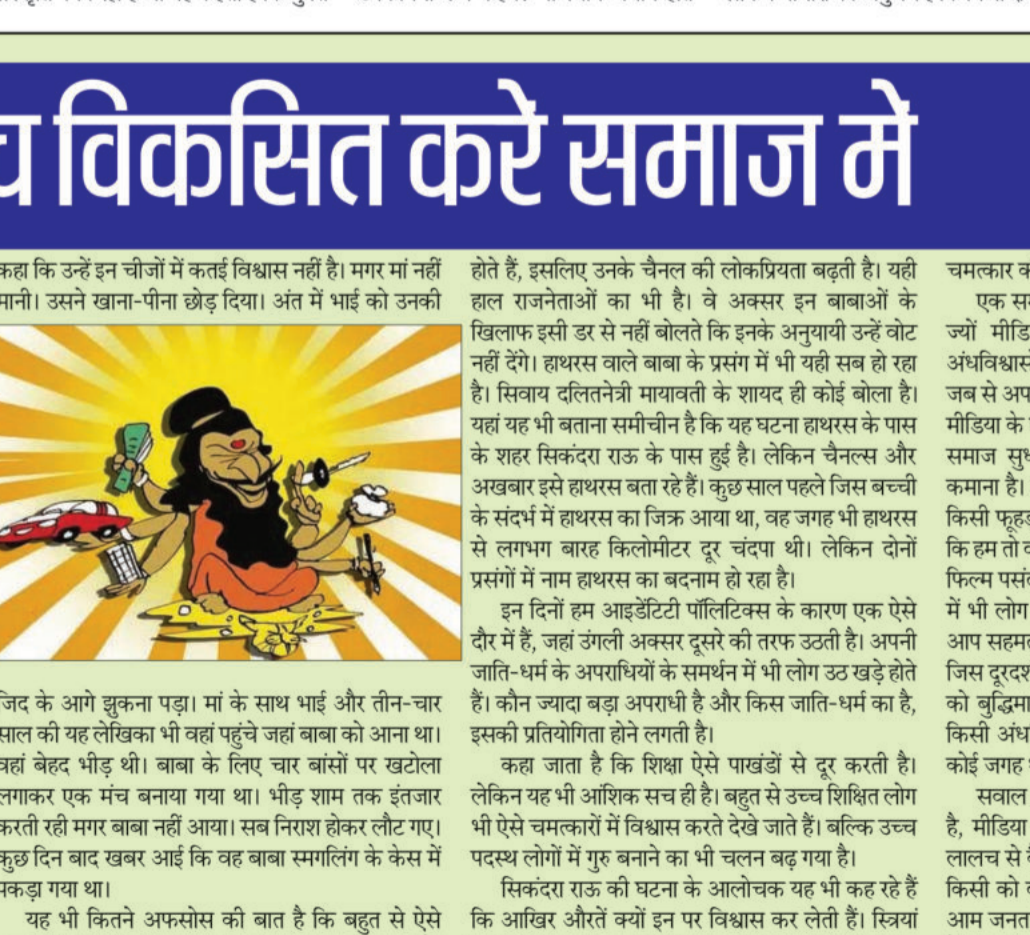 विकसित करें समाज में
कहा कि उन्हें इन चीजों में कतई विश्वास नहीं है। मगर मां नहीं
मानी। उसने खाना-पीना छोड़ दिया। अंत में भाई को उनकी
जिद के आगे झुकना पड़ा। मां के साथ भाई और तीन-चार
साल की यह लेखिका भी वहां पहुंचे जहां बाबा को आना था।
वहां बेहद भीड़ थी। बाबा के लिए चार बांसों पर खटोला
लगाकर एक मंच बनाया गया था। भीड़ शाम तक इंतजार
करती रही मगर बाबा नहीं आया। सब निराश होकर लौट गए।
कुछ दिन बाद खबर आई कि वह बाबा स्मगलिंग के केस में
पकड़ा गया था।
यह भी कितने अफसोस की बात है कि बहुत से ऐसे
होते हैं, इसलिए उनके चैनल की लोकप्रियता बढ़ती है। यही
हाल राजनेताओं का भी है। वे अक्सर इन बाबाओं के
खिलाफ इसी डर से नहीं बोलते कि इनके अनुयायी उन्हें वोट
नहीं देंगे। हाथरस वाले बाबा के प्रसंग में भी यही सब हो रहा
है। सिवाय दलितनेत्री मायावती के शायद ही कोई बोला है।
यहां यह भी बताना समीचीन है कि यह घटना हाथरस के पास
के शहर सिकंदरा राऊ के पास हुई है। लेकिन चैनल्स और
अखबार इसे हाथरस बता रहे हैं। कुछ साल पहले जिस बच्ची
के संदर्भ में हाथरस का जिक्र आया था, वह जगह भी हाथरस
से लगभग बारह किलोमीटर दूर चंदपा थी। लेकिन दोनों
प्रसंगों में नाम हाथरस का बदनाम हो रहा है।
इन दिनों हम आइडेंटिटी पॉलिटिक्स के कारण एक ऐसे
दौर में हैं, जहां उंगली अक्सर दूसरे की तरफ उठती है। अपनी
जाति-धर्म के अपराधियों के समर्थन में भी लोग उठ खड़े होते
हैं। कौन ज्यादा बड़ा अपराधी है और किस जाति-धर्म का है,
इसकी प्रतियोगिता होने लगती है।
कहा जाता है कि शिक्षा ऐसे पाखंडों से दूर करती है।
लेकिन यह भी आंशिक सच ही है। बहुत से उच्च शिक्षित लोग
भी ऐसे चमत्कारों में विश्वास करते देखे जाते हैं। बल्कि उच्च
पदस्थ लोगों में गुरु बनाने का भी चलन बढ़ गया है।
सिकंदरा राऊ की घटना के आलोचक यह भी कह रहे हैं
कि आखिर औरतें क्यों इन पर विश्वास कर लेती हैं। स्त्रियां
चमत्कार
एक
ज्यों
जब से
मीडिया के
समाज
कमाना है।
किसी
कि हम तो
फिल्म
में भी लोग
आप
जिस
को
किसी
कोई जगह
सवाल
है, मीडिया
लालच से
किसी को
आम